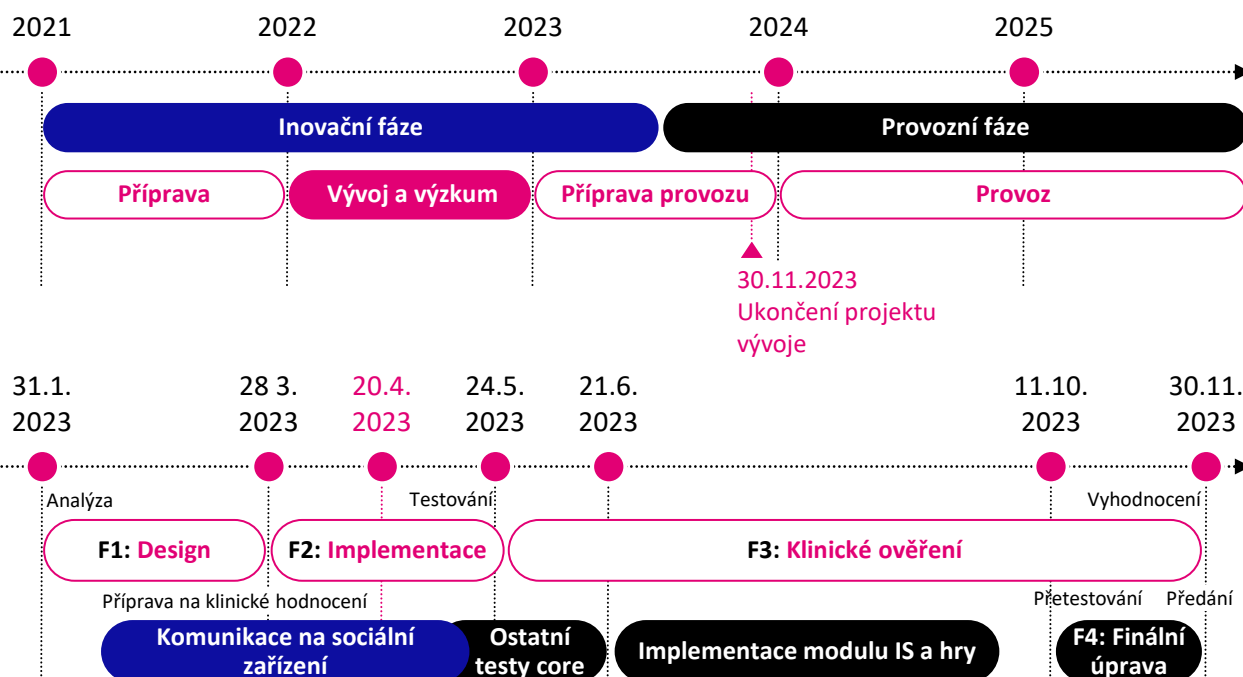 2021 2022 2023 2024 2025
Inovační fáze Provozní fáze
Příprava Vývoj a výzkum Příprava provozu Provoz
30.11.2023
Ukončení projektu
vývoje
31.1. 28 3. 20.4. 24.5. 21.6. 11.10. 30.11.
2023 2023 2023 2023 2023 2023 2023
Analýza Testování Vyhodnocení
F1: Design F2: Implementace F3: Klinické ověření
Příprava na klinické hodnocení Přetestování Předání
Komunikace na sociální
zařízení
Ostatní
testy core
Implementace modulu IS a hry
F4: Finální
úprava